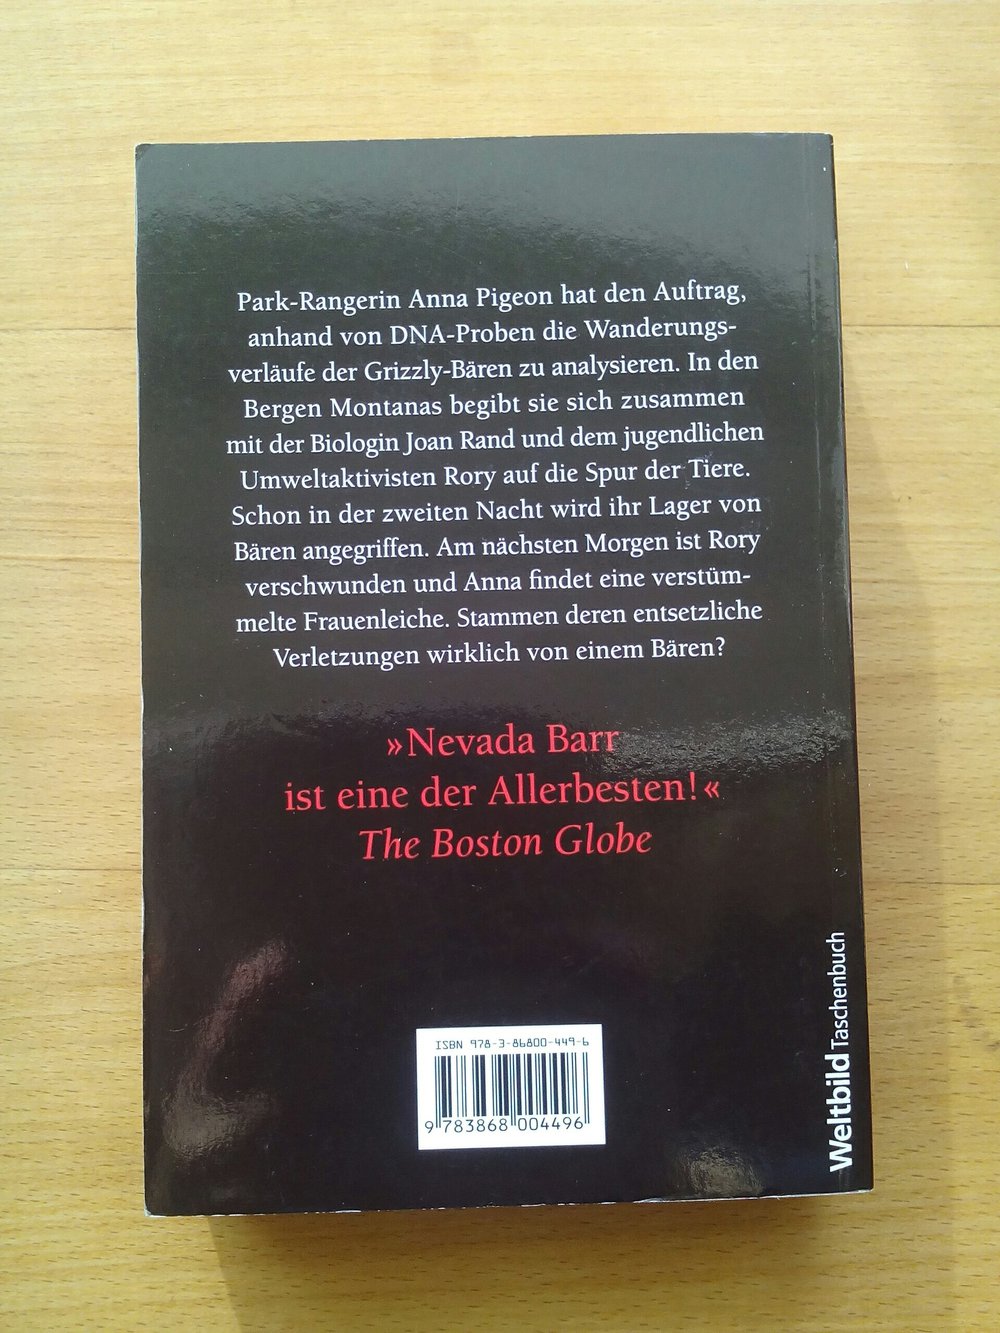 Park-Rangerin Anna Pigeon hat den Auftrag,
anhand von DNA-Proben die Wanderungs-
verläufe der Grizzly-Bären zu analysieren. In den
Bergen Montanas begibt sie sich zusammen
mit der Biologin Joan Rand und dem jugendlichen
Umweltaktivisten Rory auf die Spur der Tiere.
Schon in der zweiten Nacht wird ihr Lager von
Bären angegriffen. Am nächsten Morgen ist Rory
verschwunden und Anna findet eine verstüm-
melte Frauenleiche. Stammen deren entsetzliche
Verletzungen wirklich von einem Bären?
»Nevada Barr
ist eine der Allerbesten!«
The Boston Globe
ISBN 978-3-86800-449-6
9 783868 004496
Weltbild Taschenbuch